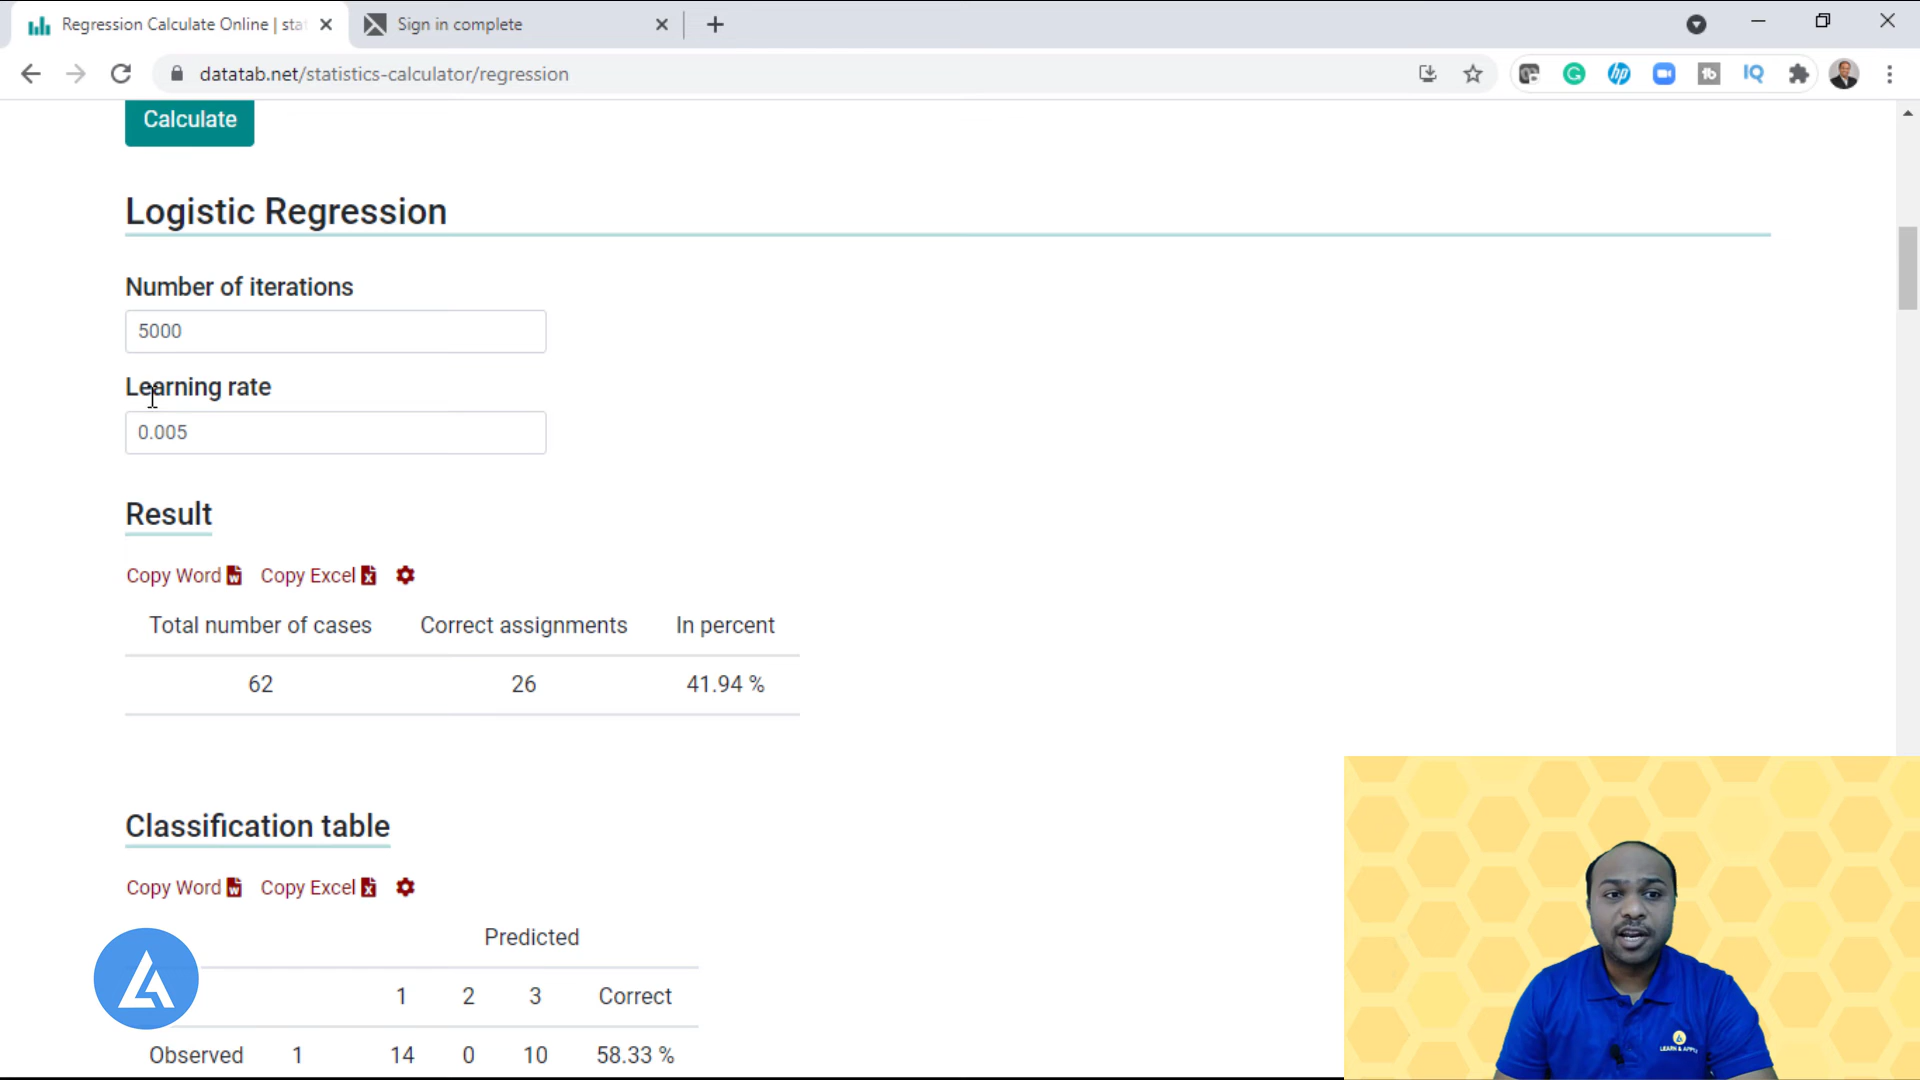 Regression Calculate Online | stat
Sign in complete
datatab.net/statistics-calculator/regression
Calculate
Logistic Regression
Number of iterations
5000
Learning rate
0.005
Result
Copy Word Copy Excel
Total number of cases Correct assignments In percent
62 26 41.94 %
Classification table
Copy Word Copy Excel
Predicted
1 2 3 Correct
Observed 1 14 0 10 58.33 %
LEARN & APPLY